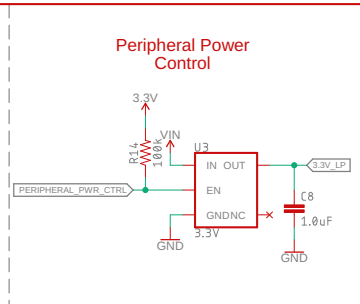 Peripheral Power
Control
3.3V
R14
100k
VIN
U3
IN OUT
3.3V_LP
PERIPHERAL_PWR_CTRL
EN
C8
GNDNC
1.0uF
3.3V
GND
GND